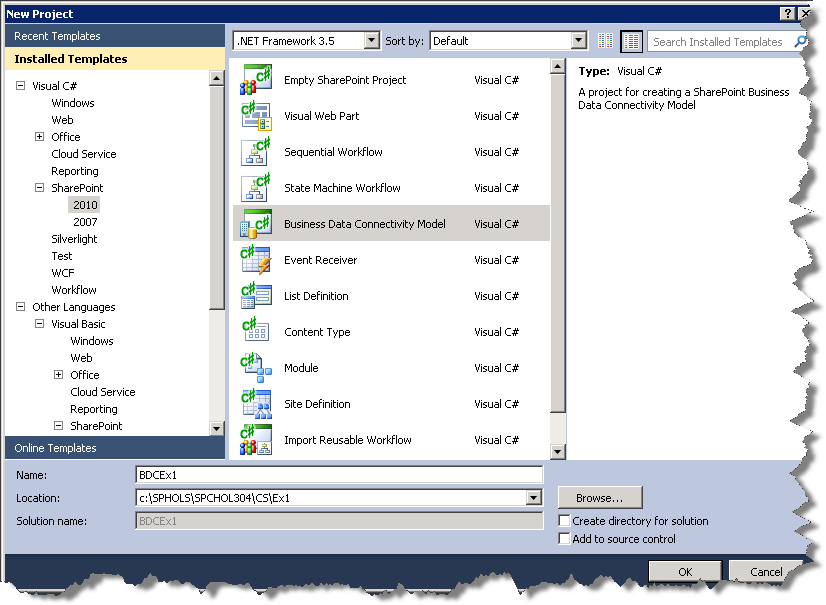 New Project
Recent Templates
Installed Templates
Visual C#
Windows
Web
Office
Cloud Service
Reporting
SharePoint
2010
2007
Silverlight
Test
WCF
Workflow
Other Languages
Visual Basic
Windows
Web
Office
Cloud Service
Reporting
SharePoint
Online Templates
.NET Framework 3.5 Sort by: Default Search Installed Templates
Empty SharePoint Project Visual C#
Visual Web Part Visual C#
Sequential Workflow Visual C#
State Machine Workflow Visual C#
Business Data Connectivity Model Visual C#
Event Receiver Visual C#
List Definition Visual C#
Content Type Visual C#
Module Visual C#
Site Definition Visual C#
Import Reusable Workflow Visual C#
Type: Visual C#
A project for creating a SharePoint Business
Data Connectivity Model
Name: BDCEx1
Location: c:\SPHOLS\SPCHOL304\CS\Ex1 Browse...
Solution name: BDCEx1
Create directory for solution
Add to source control
OK Cancel